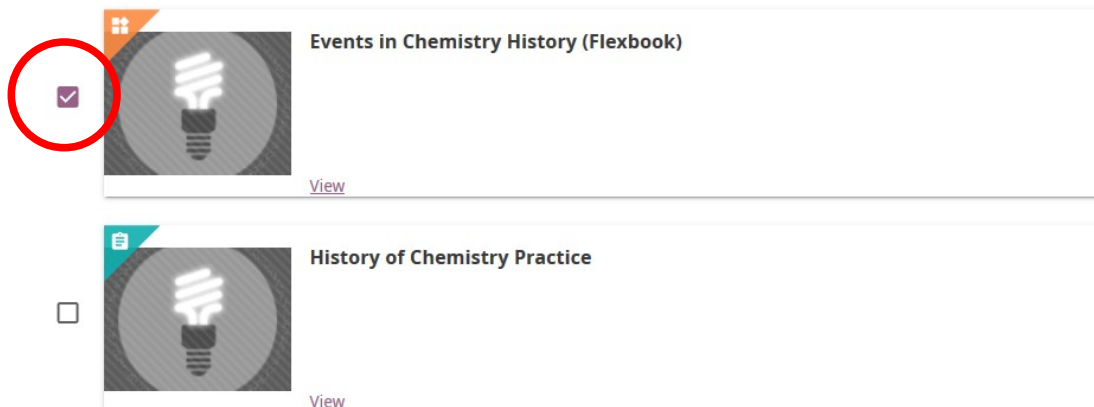 Events in Chemistry History (Flexbook)
View
History of Chemistry Practice
View